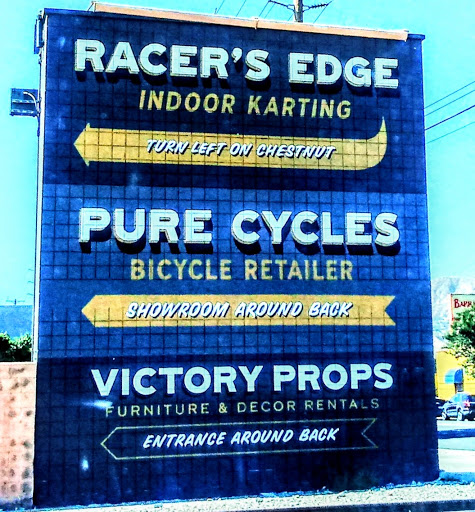 RACER'S EDGE
INDOOR KARTING
TURN LEFT ON CHESTNUT
PURE CYCLES
BICYCLE RETAILER
SHOWROOM AROUND BACK
VICTORY PROPS
FURNITURE & DECOR RENTALS
ENTRANCE AROUND BACK